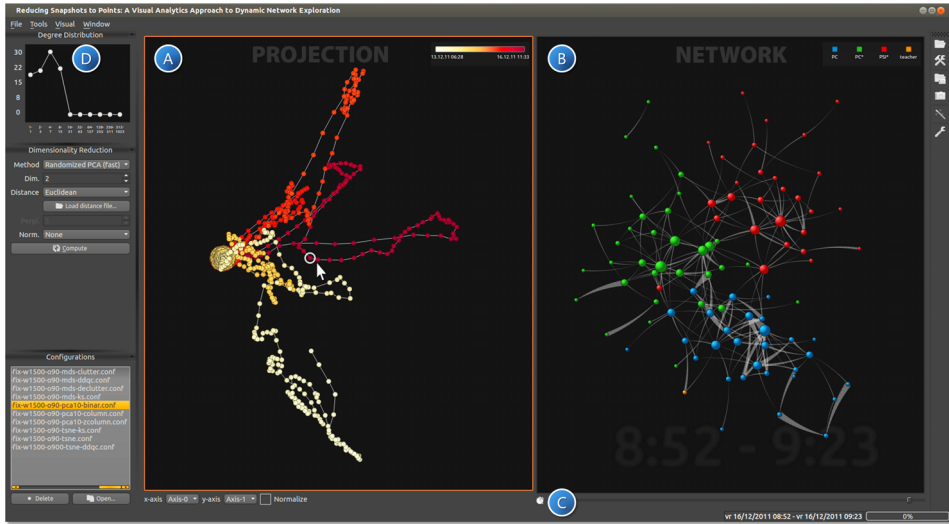 Reducing Snapshots to Points: A Visual Analytics Approach to Dynamic Network Exploration
File Tools Visual Window
Degree Distribution
30
22
15
8
0
D
Dimensionality Reduction
Method Randomized PCA (fast)
Dim. 2
Distance Euclidean
Load distance file...
Norm. None
Compute
Configurations
fix-w1500-o90-mds-clutter.conf
fix-w1500-o90-mds-ddqc.conf
fix-w1500-o90-mds-declutter.conf
fix-w1500-o90-mds-ks.conf
fix-w1500-o90-pca10-binar.conf
fix-w1500-o90-pca10-column.conf
fix-w1500-o90-pca10-zcolumn.conf
fix-w1500-o90-tsne-ks.conf
fix-w1500-o90-tsne.conf
fix-w1500-o900-tsne-ddqc.conf
Delete Open...
A
PROJECTION
13.12.11 06:28 16.12.11 11:33
x-axis Axis-0 y-axis Axis-1 Normalize
B
NETWORK
PC PC* PSI* teacher
8:52 - 9:23
C
vr 16/12/2011 08:52 - vr 16/12/2011 09:23 0%